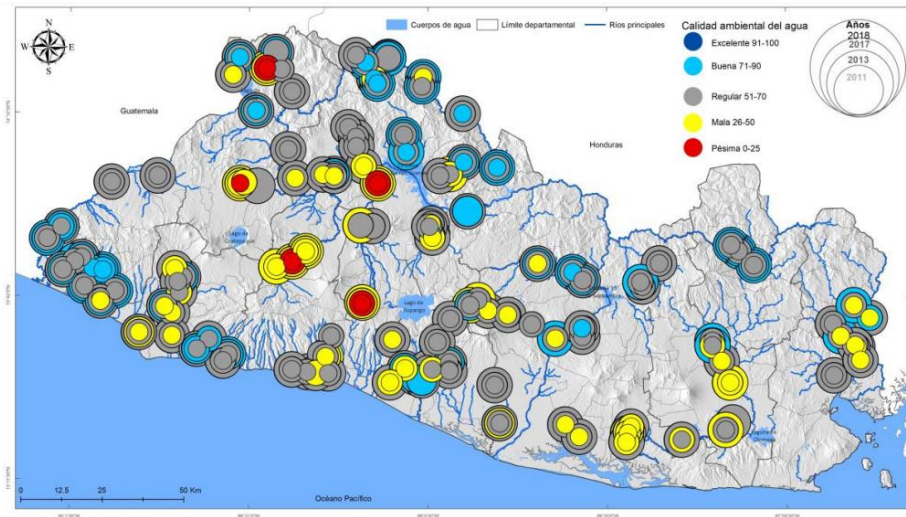 Cuerpos de agua
Límite departamental
Ríos principales
Calidad ambiental del agua
Excelente 91-100
Buena 71-90
Regular 51-70
Mala 26-50
Pésima 0-25
Años
2018
2017
2013
2011
N
W
E
S
Guatemala
Honduras
Lago de
Ilopango
0 12.5 25 50 Km
Océano Pacífico